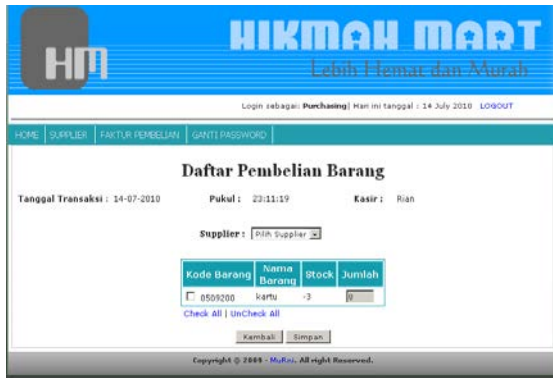 HM
HIKMAH MART
Lebih Hemat dan Murah
Login sebagai: Purchasing| Hari ini tanggal : 14 July 2010 LOGOUT
HOME SUPPLIER FAKTUR PEMBELIAN GANTI PASSWORD
Daftar Pembelian Barang
Tanggal Transaksi : 14-07-2010 Pukul : 23:11:19 Kasir : Rian
Supplier : Pilih Supplier
Kode Barang Nama Barang Stock Jumlah
0509200 kartu -3 0
Check All | UnCheck All
Kembali Simpan
Copyright © 2009 - MuRni. All right Reserved.